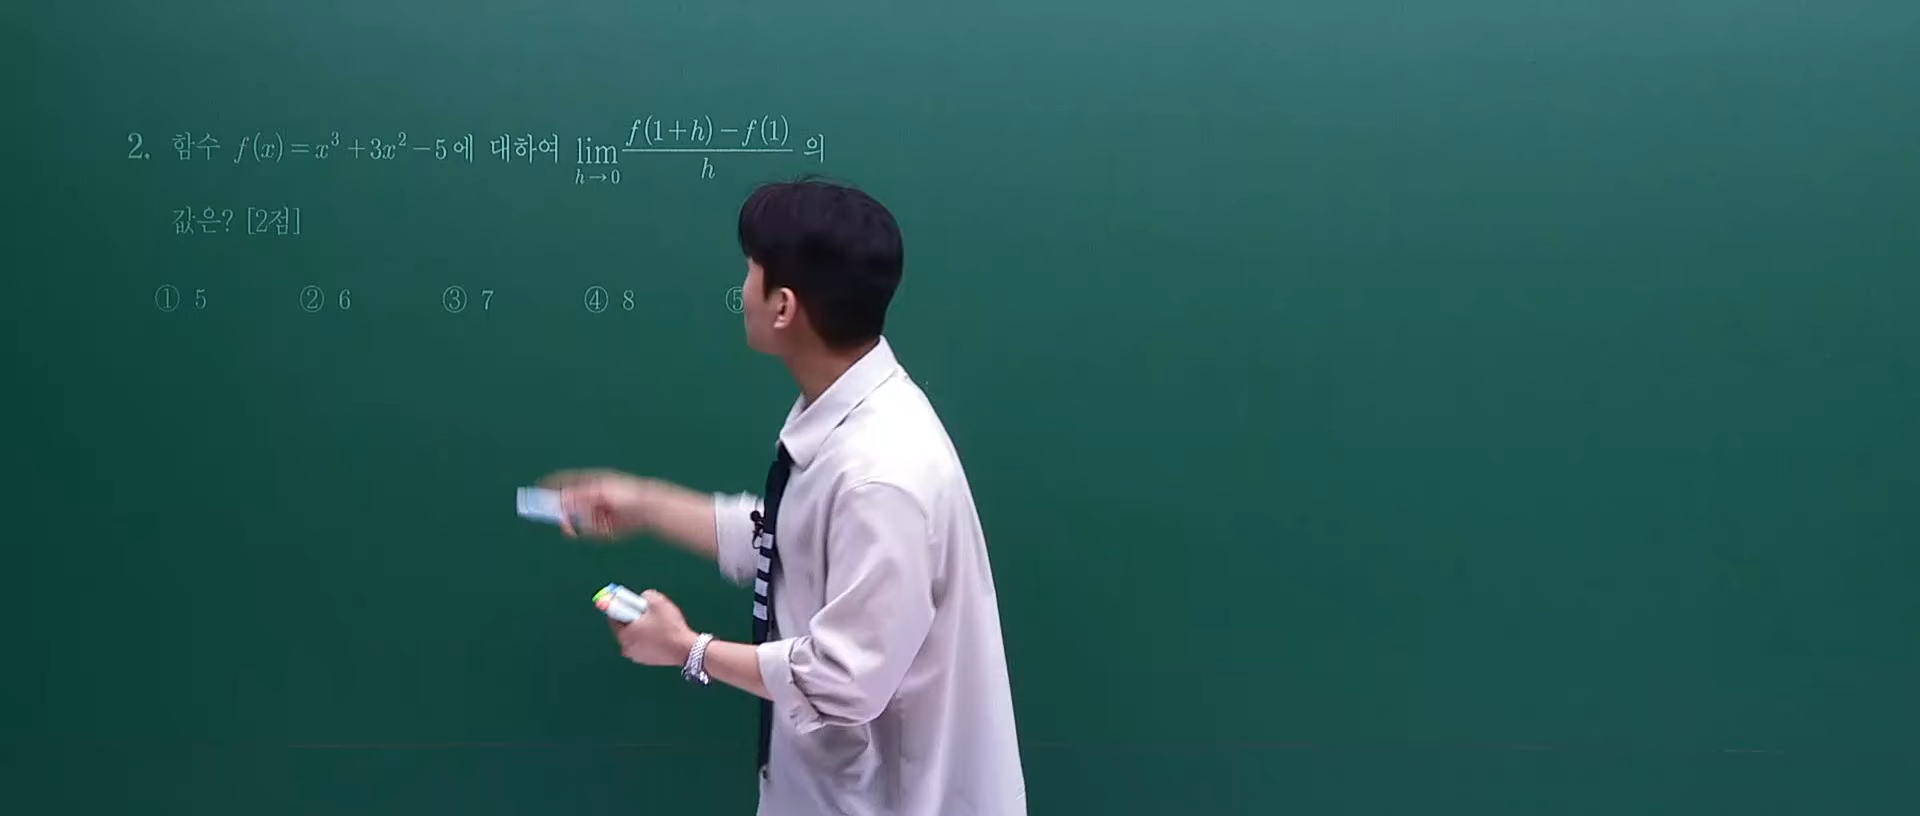 2. 함수 f(x)=x³+3x²-5에 대하여 lim_{h→0} \frac{f(1+h)-f(1)}{h} 의
값은? [2점]
① 5 ② 6 ③ 7 ④ 8 ⑤